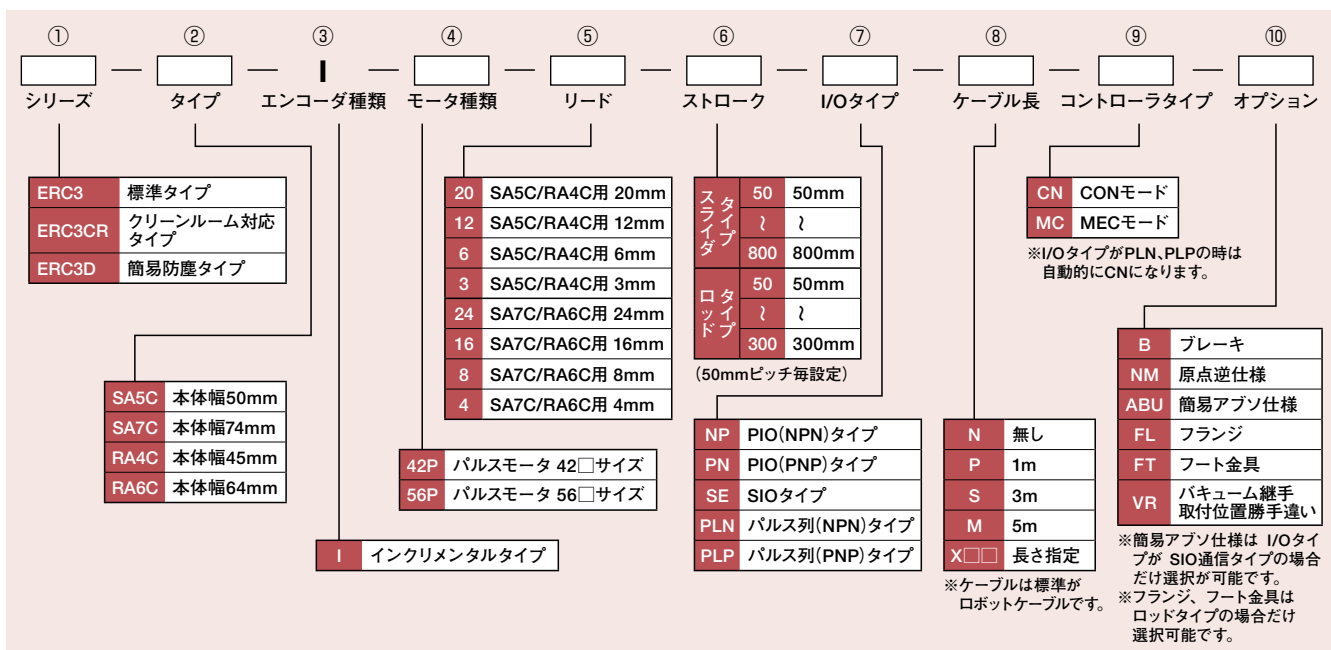 ① ② ③ ④ ⑤ ⑥ ⑦ ⑧ ⑨ ⑩
— — I — — — — — — —
シリーズ タイプ エンコーダ種類 モータ種類 リード ストローク I/Oタイプ ケーブル長 コントローラタイプ オプション
ERC3 標準タイプ
ERC3CR クリーンルーム対応
タイプ
ERC3D 簡易防塵タイプ
SA5C 本体幅50mm
SA7C 本体幅74mm
RA4C 本体幅45mm
RA6C 本体幅64mm
I インクリメンタルタイプ
42P パルスモータ 42□サイズ
56P パルスモータ 56□サイズ
20 SA5C/RA4C用 20mm
12 SA5C/RA4C用 12mm
6 SA5C/RA4C用 6mm
3 SA5C/RA4C用 3mm
24 SA7C/RA6C用 24mm
16 SA7C/RA6C用 16mm
8 SA7C/RA6C用 8mm
4 SA7C/RA6C用 4mm
スライダ
タイプ
50 50mm
〜 〜
800 800mm
ロッド
タイプ
50 50mm
〜 〜
300 300mm
(50mmピッチ毎設定)
NP PIO(NPN)タイプ
PN PIO(PNP)タイプ
SE SIOタイプ
PLN パルス列(NPN)タイプ
PLP パルス列(PNP)タイプ
N 無し
P 1m
S 3m
M 5m
X□□ 長さ指定
※ケーブルは標準が
ロボットケーブルです。
CN CONモード
MC MECモード
※I/OタイプがPLN、PLPの時は
自動的にCNになります。
B ブレーキ
NM 原点逆仕様
ABU 簡易アブソ仕様
FL フランジ
FT フート金具
VR バキューム継手
取付位置勝手違い
※簡易アブソ仕様は I/Oタイ
プが SIO通信タイプの場合
だけ選択が可能です。
※フランジ、フート金具は
ロッドタイプの場合だけ
選択可能です。